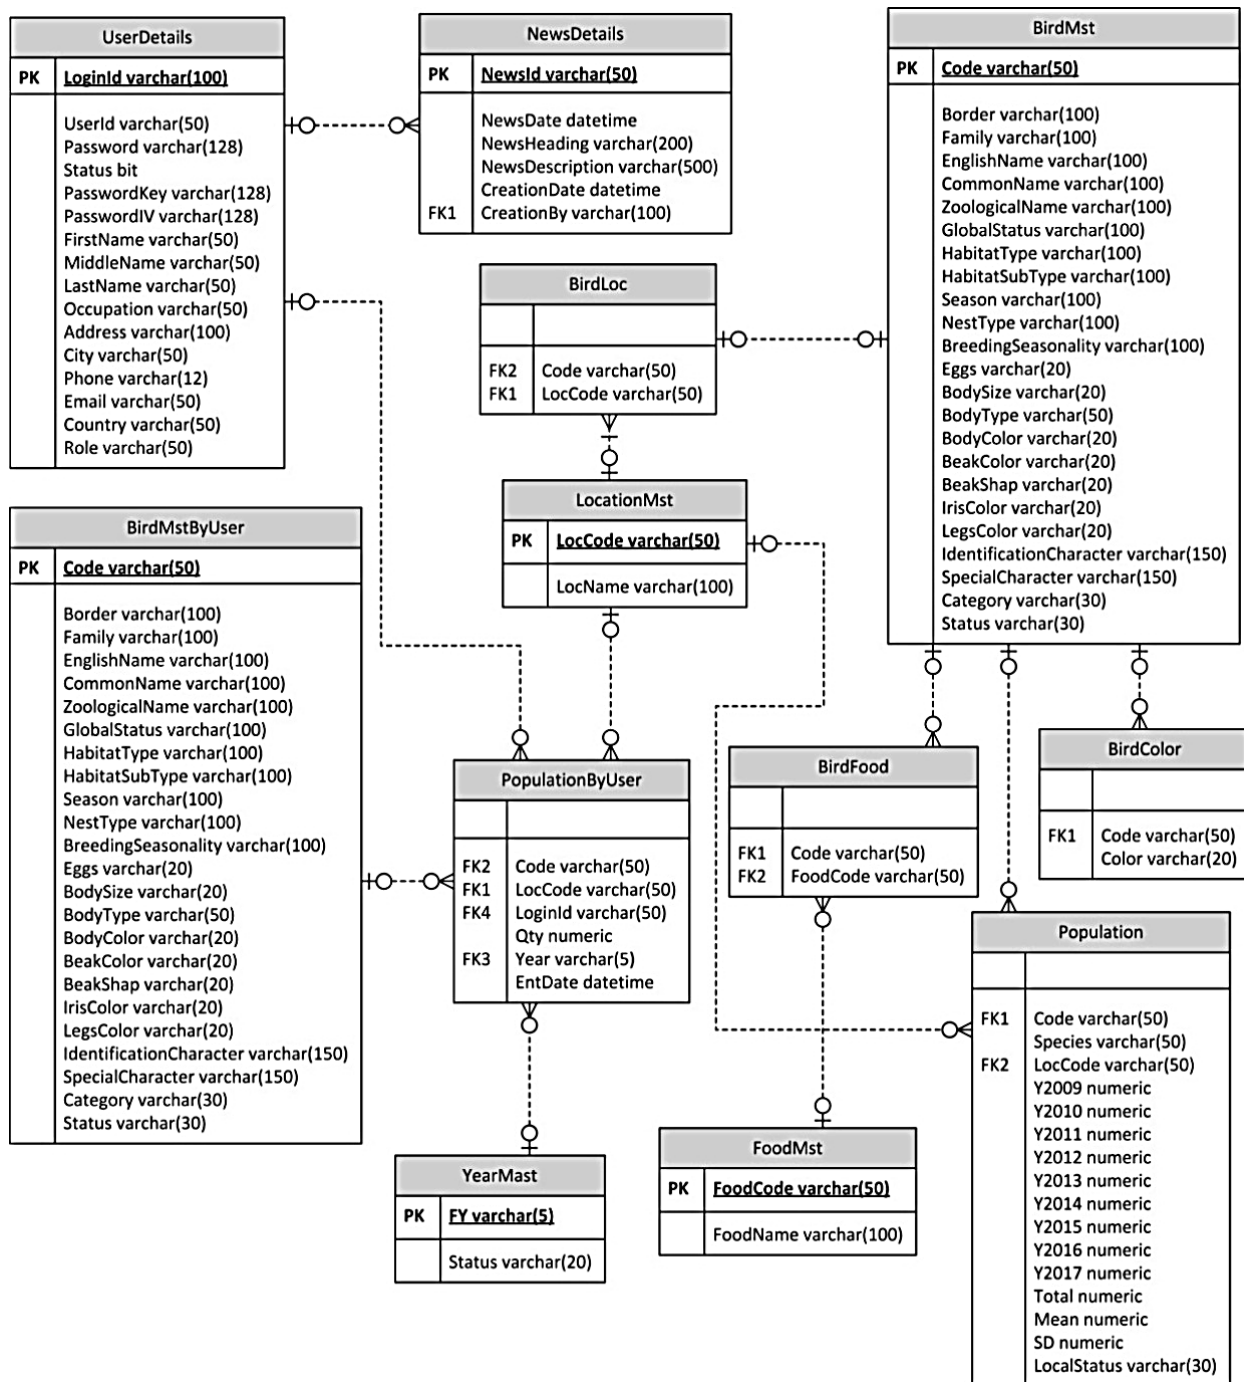 UserDetails
PK LoginId varchar(100)
UserId varchar(50)
Password varchar(128)
Status bit
PasswordKey varchar(128)
PasswordIV varchar(128)
FirstName varchar(50)
MiddleName varchar(50)
LastName varchar(50)
Occupation varchar(50)
Address varchar(100)
City varchar(50)
Phone varchar(12)
Email varchar(50)
Country varchar(50)
Role varchar(50)
NewsDetails
PK NewsId varchar(50)
NewsDate datetime
NewsHeading varchar(200)
NewsDescription varchar(500)
CreationDate datetime
FK1 CreationBy varchar(100)
BirdMst
PK Code varchar(50)
Border varchar(100)
Family varchar(100)
EnglishName varchar(100)
CommonName varchar(100)
ZoologicalName varchar(100)
GlobalStatus varchar(100)
HabitatType varchar(100)
HabitatSubType varchar(100)
Season varchar(100)
NestType varchar(100)
BreedingSeasonality varchar(100)
Eggs varchar(20)
BodySize varchar(20)
BodyType varchar(50)
BodyColor varchar(20)
BeakColor varchar(20)
BeakShap varchar(20)
IrisColor varchar(20)
LegsColor varchar(20)
IdentificationCharacter varchar(150)
SpecialCharacter varchar(150)
Category varchar(30)
Status varchar(30)
BirdLoc
FK2 Code varchar(50)
FK1 LocCode varchar(50)
LocationMst
PK LocCode varchar(50)
LocName varchar(100)
BirdMstByUser
PK Code varchar(50)
Border varchar(100)
Family varchar(100)
EnglishName varchar(100)
CommonName varchar(100)
ZoologicalName varchar(100)
GlobalStatus varchar(100)
HabitatType varchar(100)
HabitatSubType varchar(100)
Season varchar(100)
NestType varchar(100)
BreedingSeasonality varchar(100)
Eggs varchar(20)
BodySize varchar(20)
BodyType varchar(50)
BodyColor varchar(20)
BeakColor varchar(20)
BeakShap varchar(20)
IrisColor varchar(20)
LegsColor varchar(20)
IdentificationCharacter varchar(150)
SpecialCharacter varchar(150)
Category varchar(30)
Status varchar(30)
PopulationByUser
FK2 Code varchar(50)
FK1 LocCode varchar(50)
FK4 LoginId varchar(50)
Qty numeric
FK3 Year varchar(5)
EntDate datetime
BirdFood
FK1 Code varchar(50)
FK2 FoodCode varchar(50)
BirdColor
FK1 Code varchar(50)
Color varchar(20)
Population
FK1 Code varchar(50)
Species varchar(50)
FK2 LocCode varchar(50)
Y2009 numeric
Y2010 numeric
Y2011 numeric
Y2012 numeric
Y2013 numeric
Y2014 numeric
Y2015 numeric
Y2016 numeric
Y2017 numeric
Total numeric
Mean numeric
SD numeric
LocalStatus varchar(30)
YearMast
PK FY varchar(5)
Status varchar(20)
FoodMst
PK FoodCode varchar(50)
FoodName varchar(100)